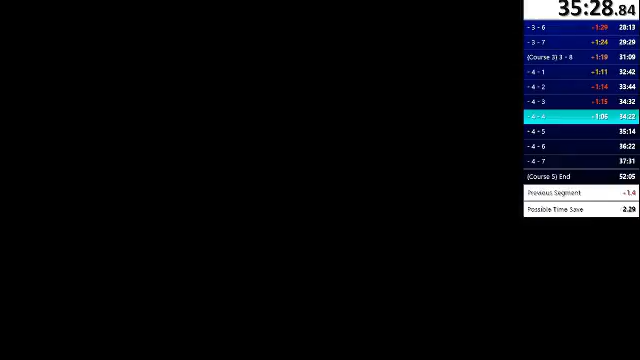 35:28.84
- 3 - 6 +1:29 28:13
- 3 - 7 +1:24 29:29
(Course 3) 3 - 8 +1:19 31:09
- 4 - 1 +1:11 32:42
- 4 - 2 +1:14 33:44
- 4 - 3 +1:15 34:32
- 4 - 4 +1:06 34:22
- 4 - 5 35:14
- 4 - 6 36:22
- 4 - 7 37:31
(Course 5) End 52:05
Previous Segment +1.4
Possible Time Save 2.29